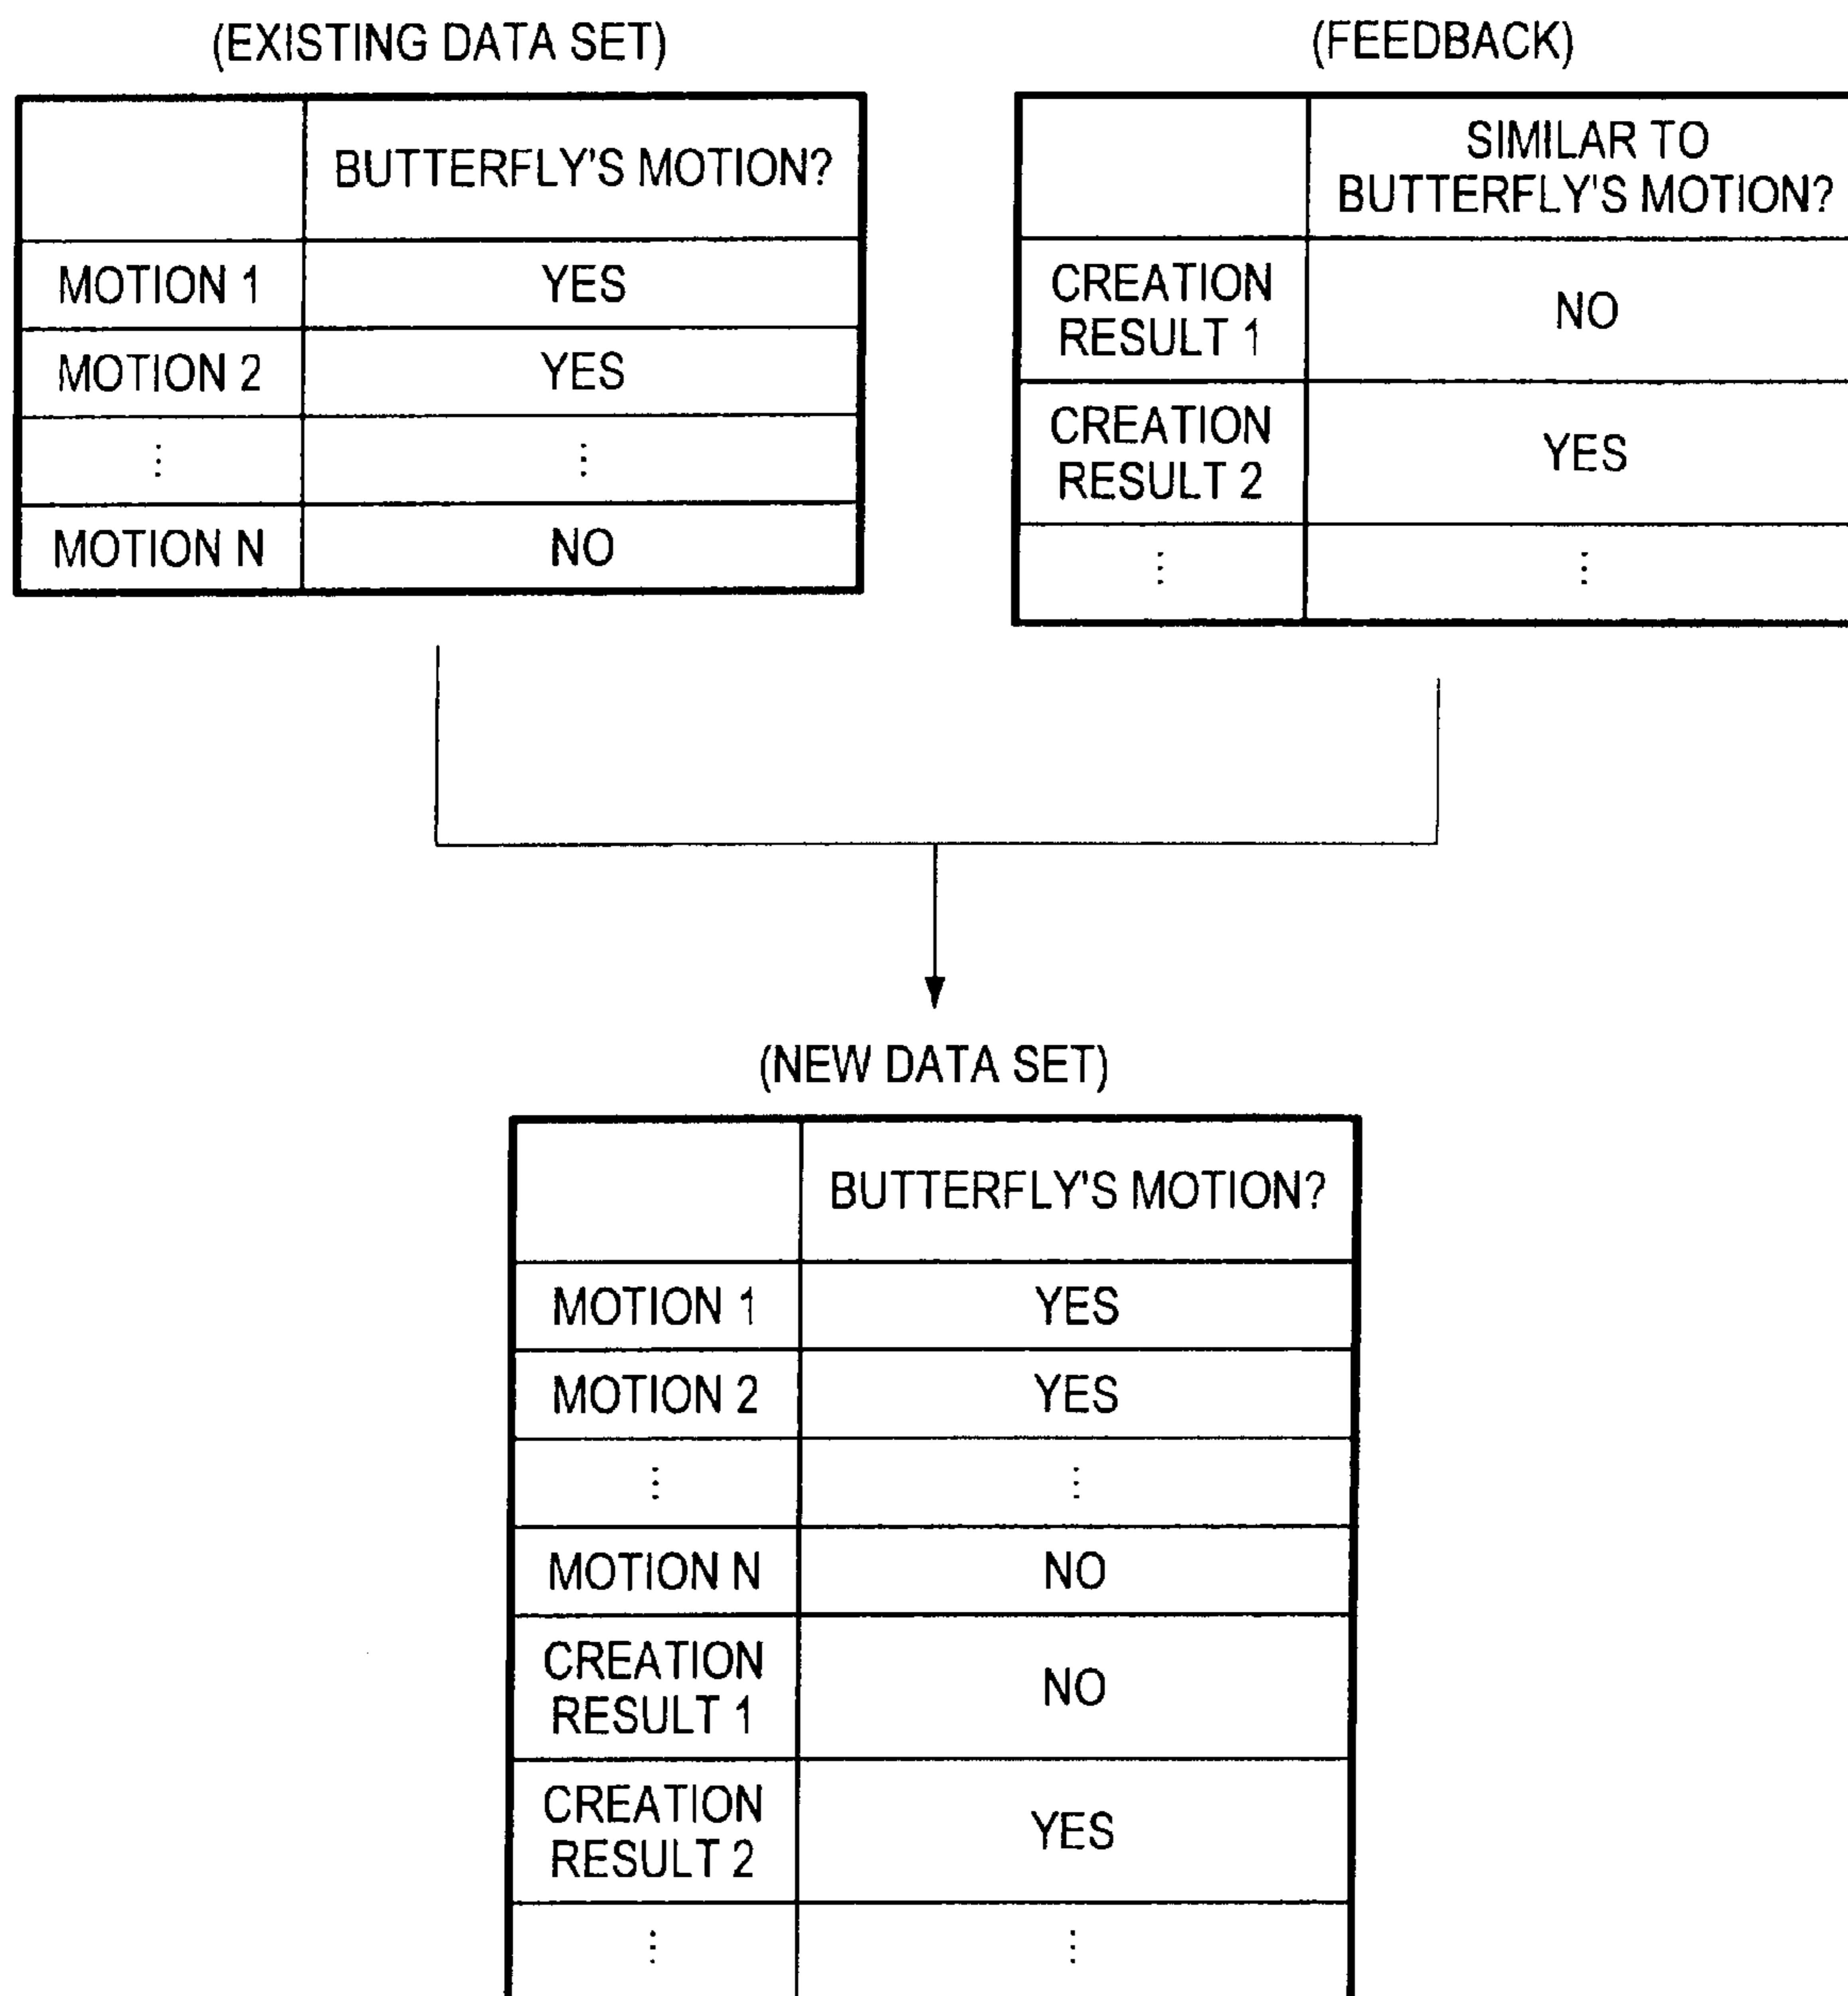 (EXISTING DATA SET)
BUTTERFLY'S MOTION?
MOTION 1 YES
MOTION 2 YES
⋮ ⋮
MOTION N NO
(FEEDBACK)
SIMILAR TO
BUTTERFLY'S MOTION?
CREATION
RESULT 1
NO
CREATION
RESULT 2
YES
⋮ ⋮
(NEW DATA SET)
BUTTERFLY'S MOTION?
MOTION 1 YES
MOTION 2 YES
⋮ ⋮
MOTION N NO
CREATION
RESULT 1
NO
CREATION
RESULT 2
YES
⋮ ⋮